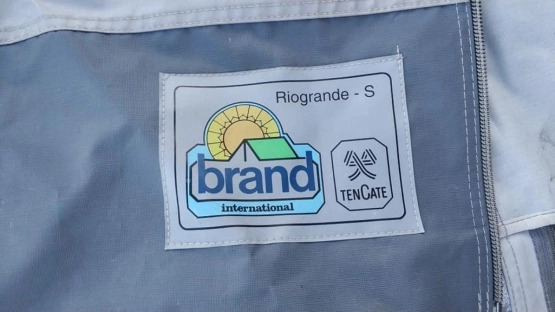 Riogrande - S
brand
international
TENCATE